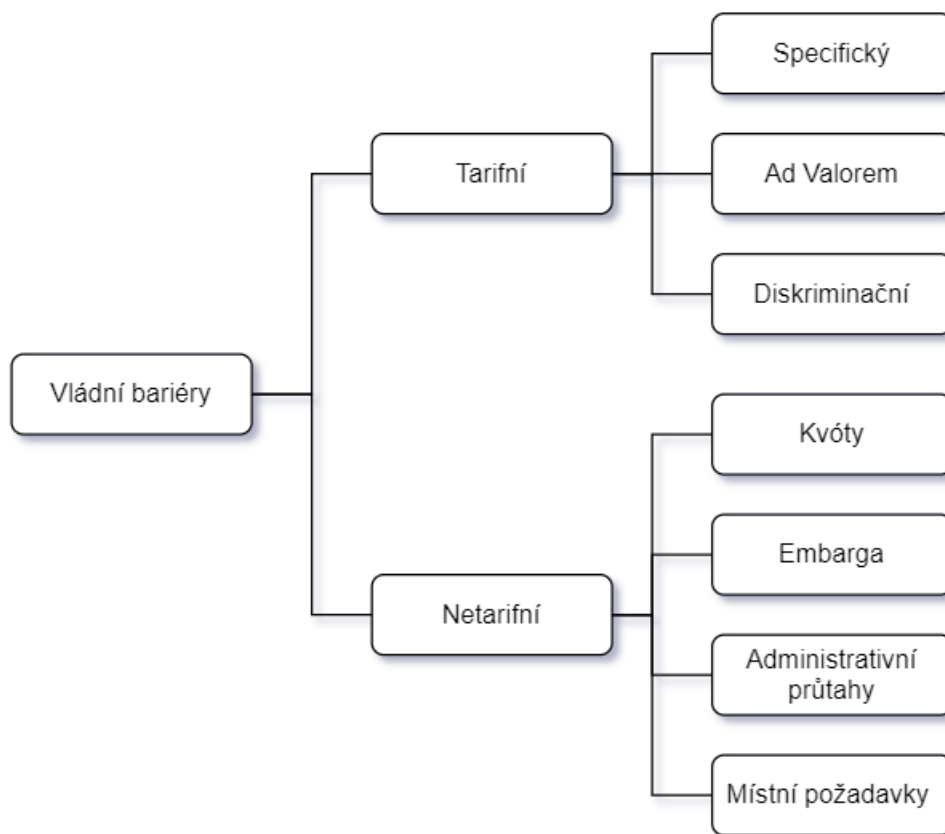 Vládní bariéry
Tarifní
Specifický
Ad Valorem
Diskriminační
Netarifní
Kvóty
Embarga
Administrativní
průtahy
Místní požadavky